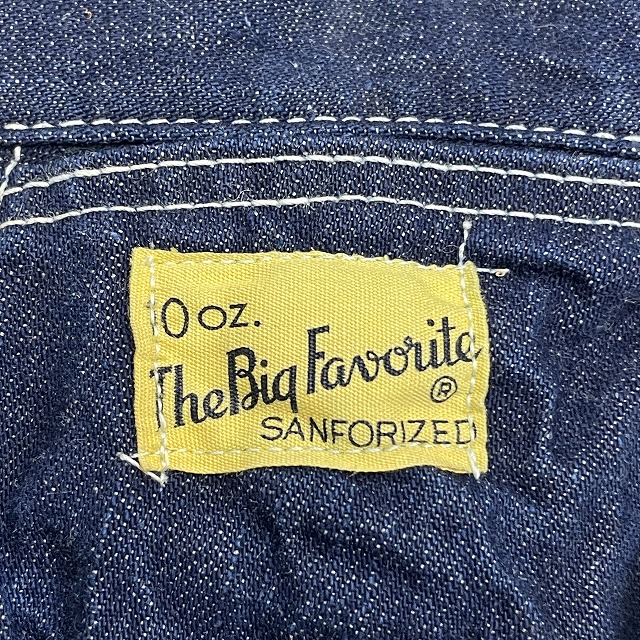 10 oz.
The Big Favorite
®
SANFORIZED